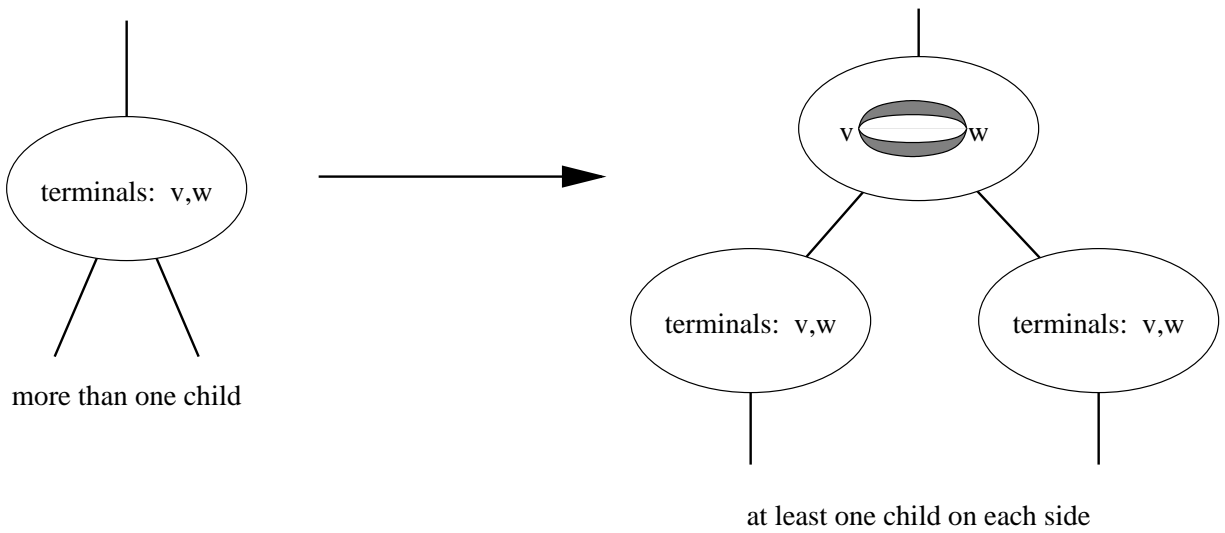 v w
terminals: v,w
terminals: v,w
terminals: v,w
more than one child
at least one child on each side